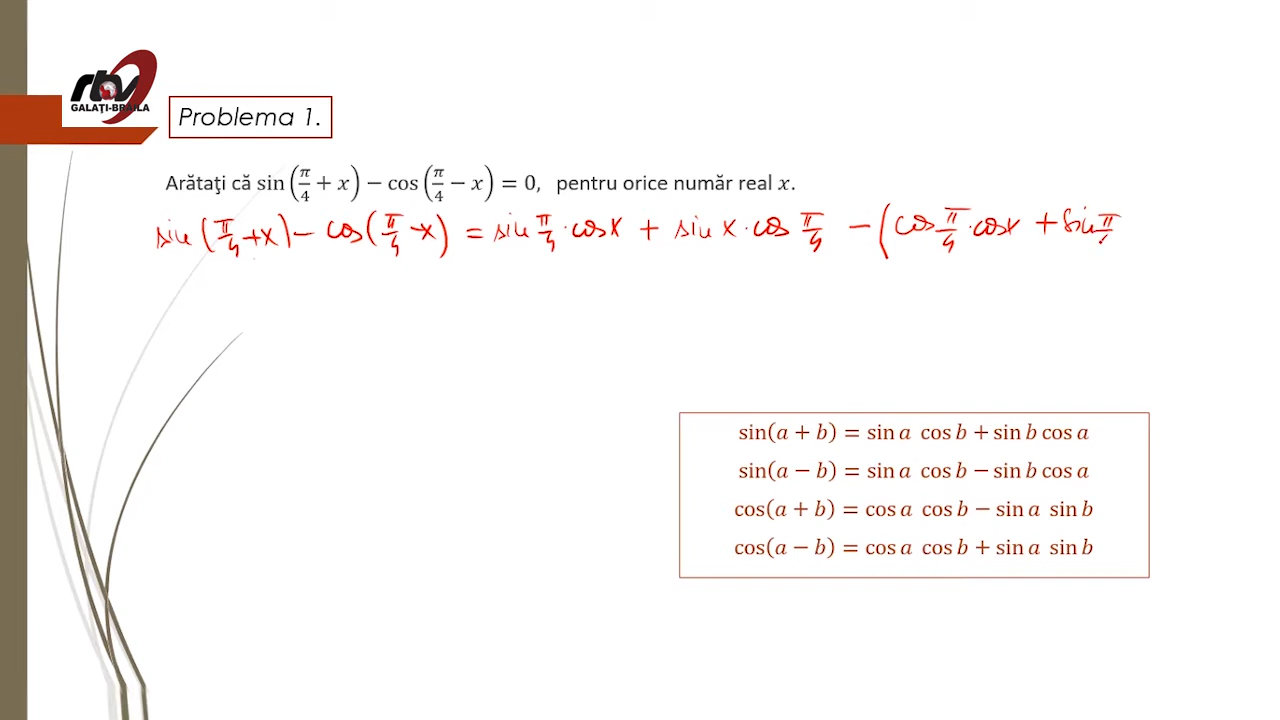 rtv
GALAȚI-BRĂILA
Problema 1.
Arătaţi că sin(π/4 + x) − cos(π/4 − x) = 0, pentru orice număr real x.
sin(π/4 + x) − cos(π/4 − x) = sin π/4 · cos x + sin x · cos π/4 − (cos π/4 · cos x + sin π/
sin(a + b) = sin a cos b + sin b cos a
sin(a − b) = sin a cos b − sin b cos a
cos(a + b) = cos a cos b − sin a sin b
cos(a − b) = cos a cos b + sin a sin b